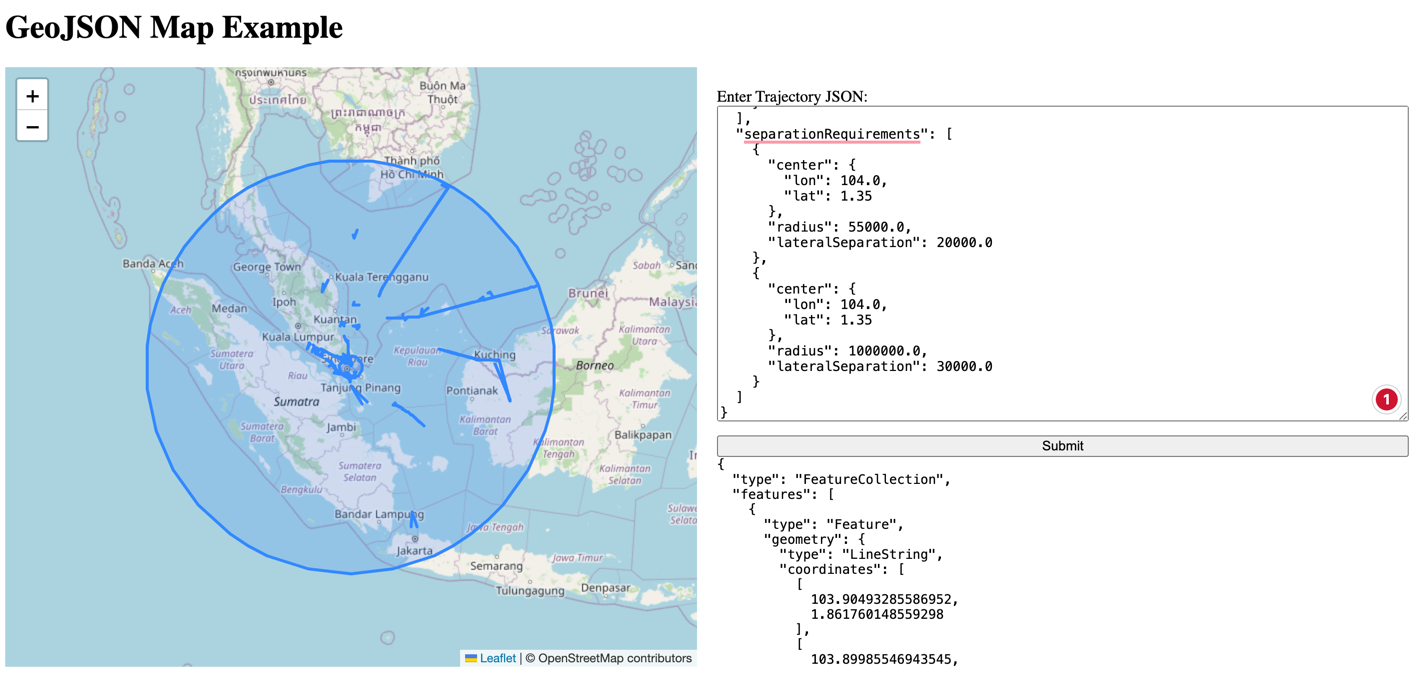 GeoJSON Map Example
+
−
กรุงเทพมหานคร
ประเทศไทย
Buôn Ma
Thuột
ព្រះរាជាណាចក្រ
កម្ពុជា
Thành phố
Hồ Chí Minh
Banda Aceh
George Town
Kuala Terengganu
Ipoh
Aceh
Medan
Kuantan
Kuala Lumpur
Sabah
Brunei
Malaysia
Sarawak
Kalimantan
Utara
Sumatera
Utara
Kepulauan
Riau
Kuching
Borneo
Riau
Tanjung Pinang
Sumatra
Pontianak
Kalimantan
Timur
Sumatera
Barat
Jambi
Kalimantan
Barat
Kalimantan
Tengah
Balikpapan
Sumatera
Selatan
Kalimantan
Selatan
Bengkulu
Bandar Lampung
Jawa Tengah
Jakarta
Semarang
Jawa Timur
Tulungagung
Denpasar
Leaflet | © OpenStreetMap contributors
Enter Trajectory JSON:
],
"separationRequirements": [
{
"center": {
"lon": 104.0,
"lat": 1.35
},
"radius": 55000.0,
"lateralSeparation": 20000.0
},
{
"center": {
"lon": 104.0,
"lat": 1.35
},
"radius": 1000000.0,
"lateralSeparation": 30000.0
}
]
}
1
Submit
{
"type": "FeatureCollection",
"features": [
{
"type": "Feature",
"geometry": {
"type": "LineString",
"coordinates": [
[
103.90493285586952,
1.861760148559298
],
[
103.89985546943545,